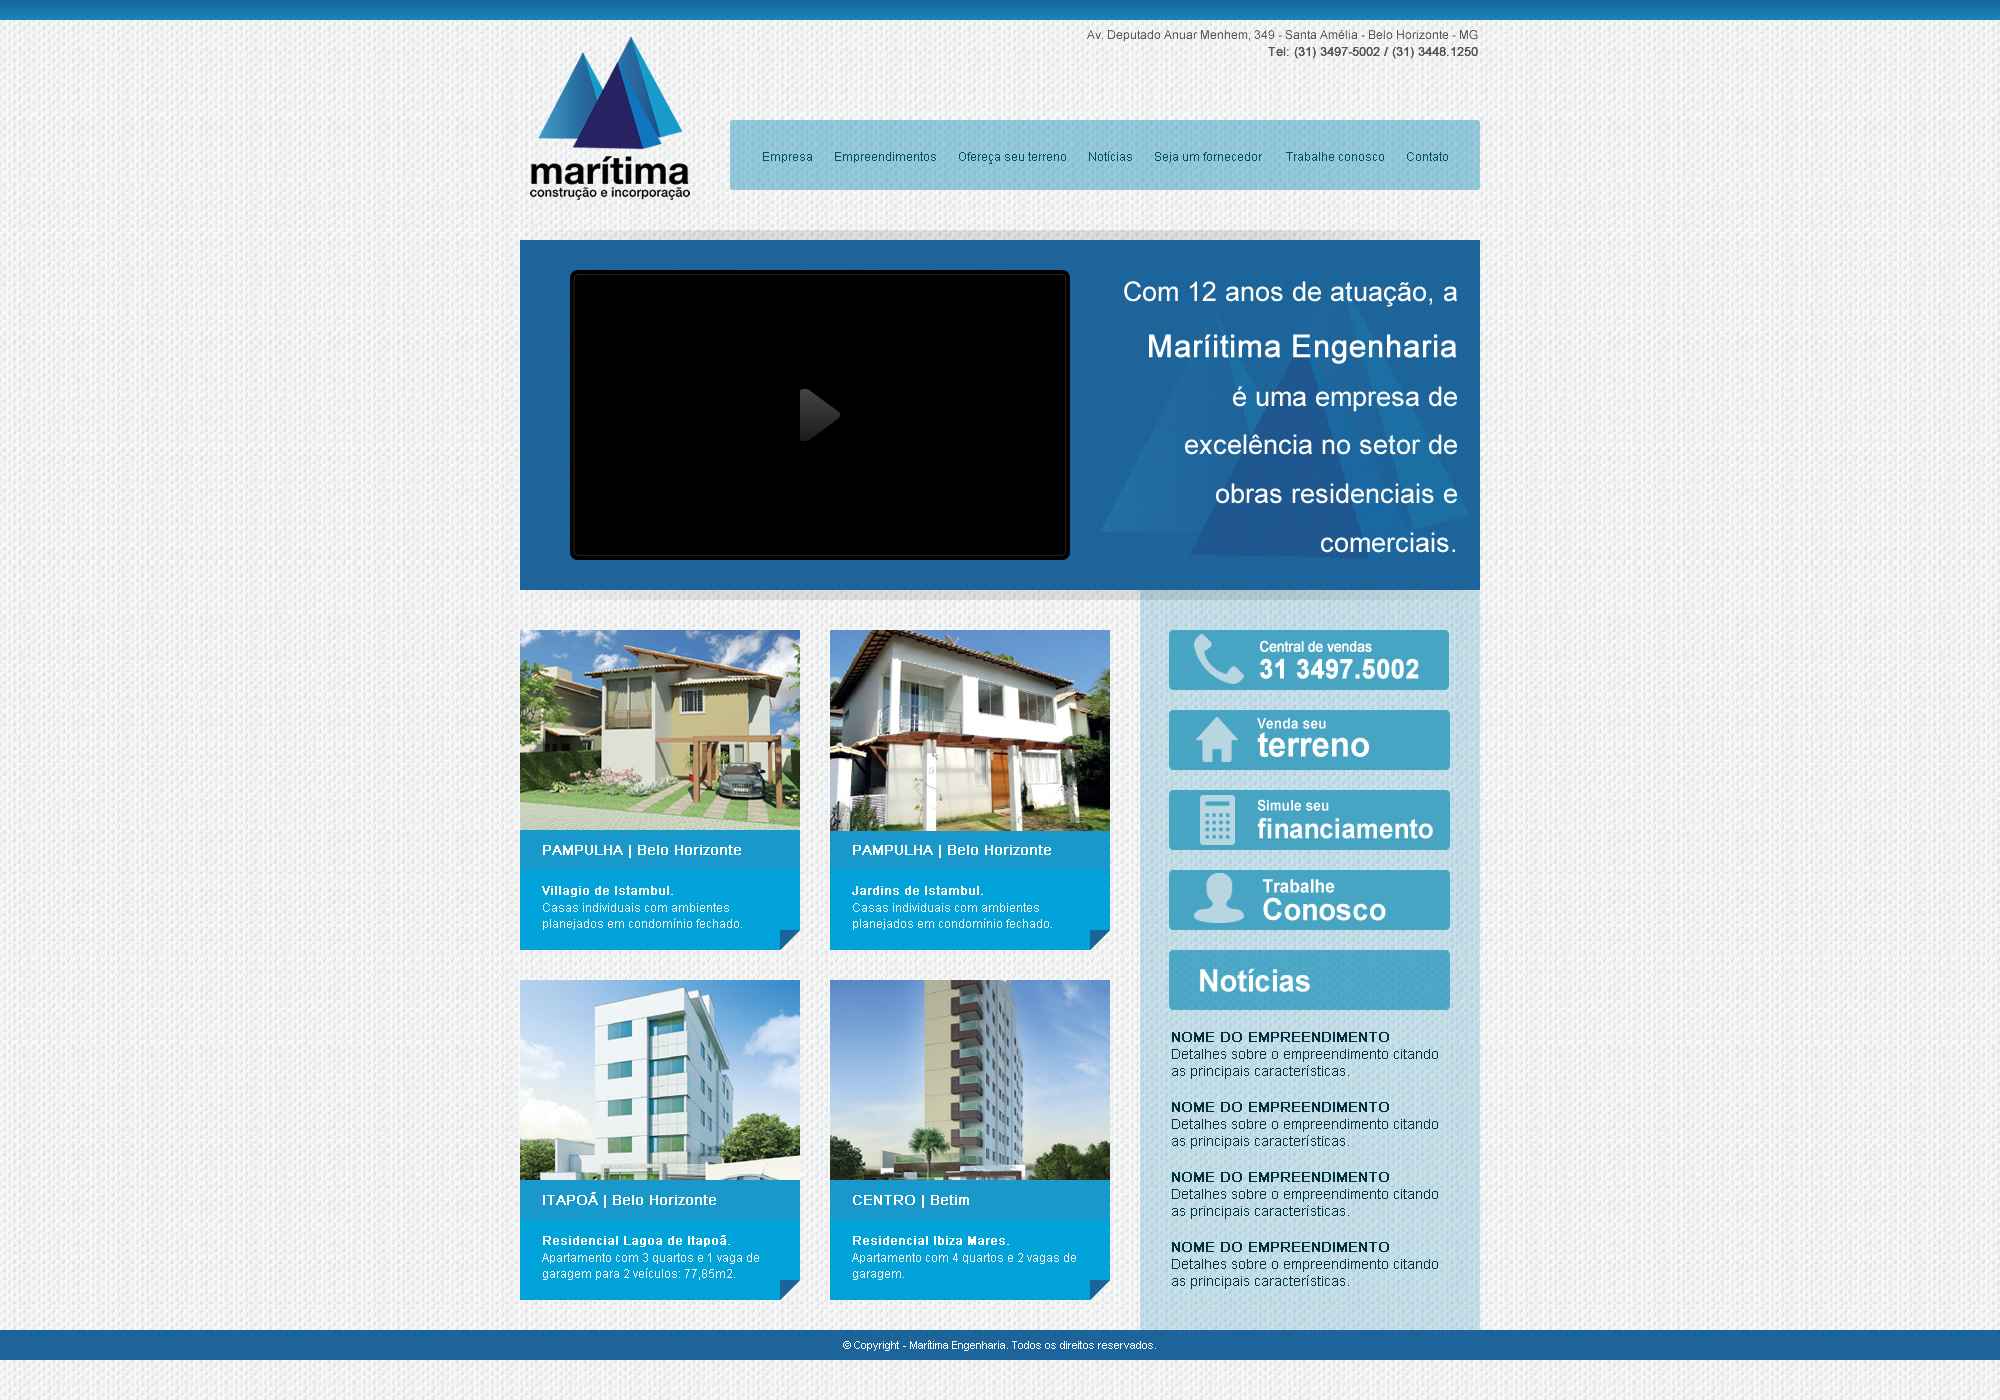 Av. Deputado Anuar Menhem, 349 - Santa Amélia - Belo Horizonte - MG
Tel: (31) 3497-5002 / (31) 3448.1250
marítima
construção e incorporação
Empresa Empreendimentos Ofereça seu terreno Notícias Seja um fornecedor Trabalhe conosco Contato
Com 12 anos de atuação, a
Maríitima Engenharia
é uma empresa de
excelência no setor de
obras residenciais e
comerciais.
PAMPULHA | Belo Horizonte
Villagio de Istambul.
Casas individuais com ambientes
planejados em condomínio fechado.
PAMPULHA | Belo Horizonte
Jardins de Istambul.
Casas individuais com ambientes
planejados em condomínio fechado.
ITAPOÃ | Belo Horizonte
Residencial Lagoa de Itapoã.
Apartamento com 3 quartos e 1 vaga de
garagem para 2 veículos: 77,85m2.
CENTRO | Betim
Residencial Ibiza Mares.
Apartamento com 4 quartos e 2 vagas de
garagem.
Central de vendas
31 3497.5002
Venda seu
terreno
Simule seu
financiamento
Trabalhe
Conosco
Notícias
NOME DO EMPREENDIMENTO
Detalhes sobre o empreendimento citando
as principais características.
NOME DO EMPREENDIMENTO
Detalhes sobre o empreendimento citando
as principais características.
NOME DO EMPREENDIMENTO
Detalhes sobre o empreendimento citando
as principais características.
NOME DO EMPREENDIMENTO
Detalhes sobre o empreendimento citando
as principais características.
© Copyright - Marítima Engenharia. Todos os direitos reservados.